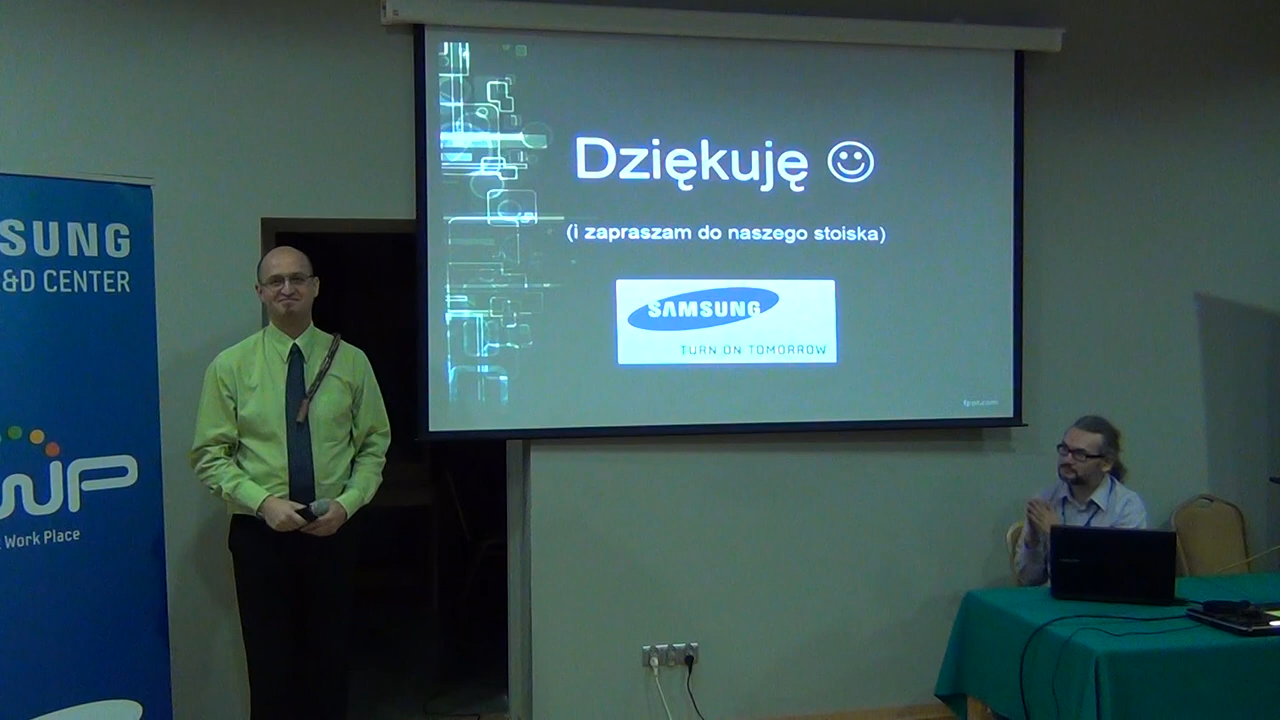 Dziękuję ☺
(i zapraszam do naszego stoiska)
SAMSUNG
TURN ON TOMORROW
SUNG
&D CENTER
WP
Work Place